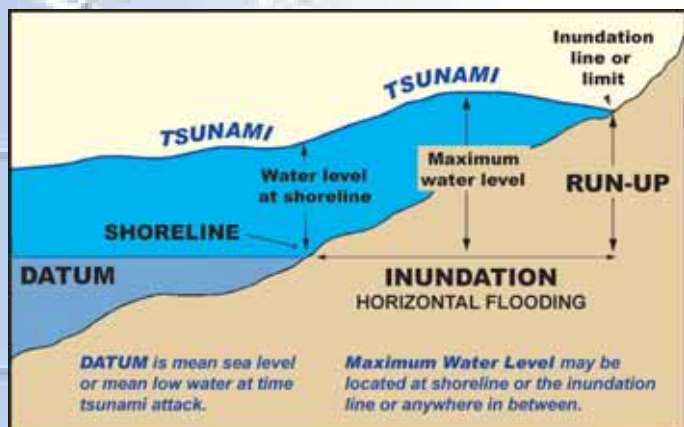 Inundation
line or
limit
TSUNAMI
TSUNAMI
Water level
at shoreline
Maximum
water level
RUN-UP
SHORELINE
DATUM
INUNDATION
HORIZONTAL FLOODING
DATUM is mean sea level
or mean low water at time
tsunami attack.
Maximum Water Level may be
located at shoreline or the inundation
line or anywhere in between.